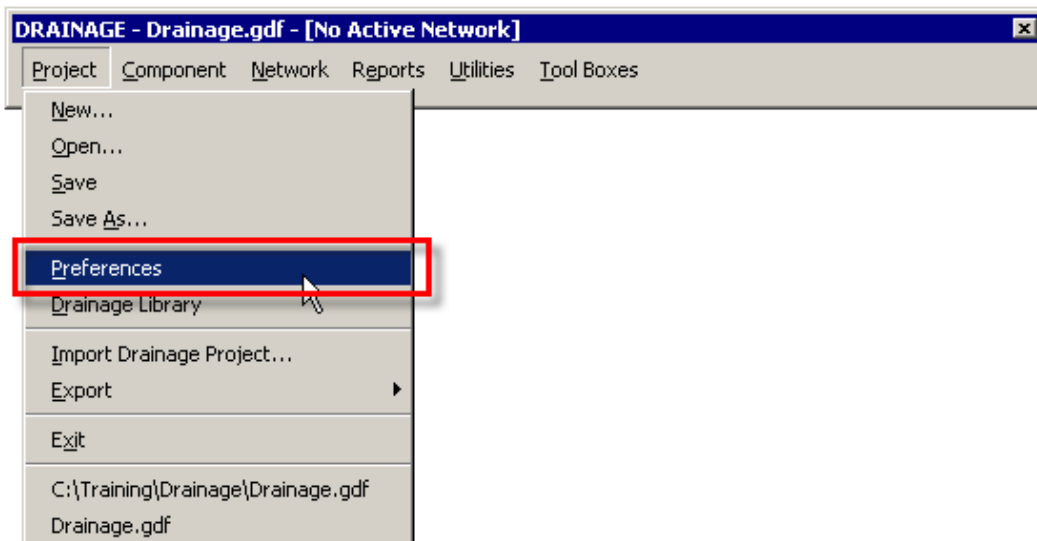 DRAINAGE - Drainage.gdf - [No Active Network]
Project Component Network Reports Utilities Tool Boxes
New...
Open...
Save
Save As...
Preferences
Drainage Library
Import Drainage Project...
Export
Exit
C:\Training\Drainage\Drainage.gdf
Drainage.gdf